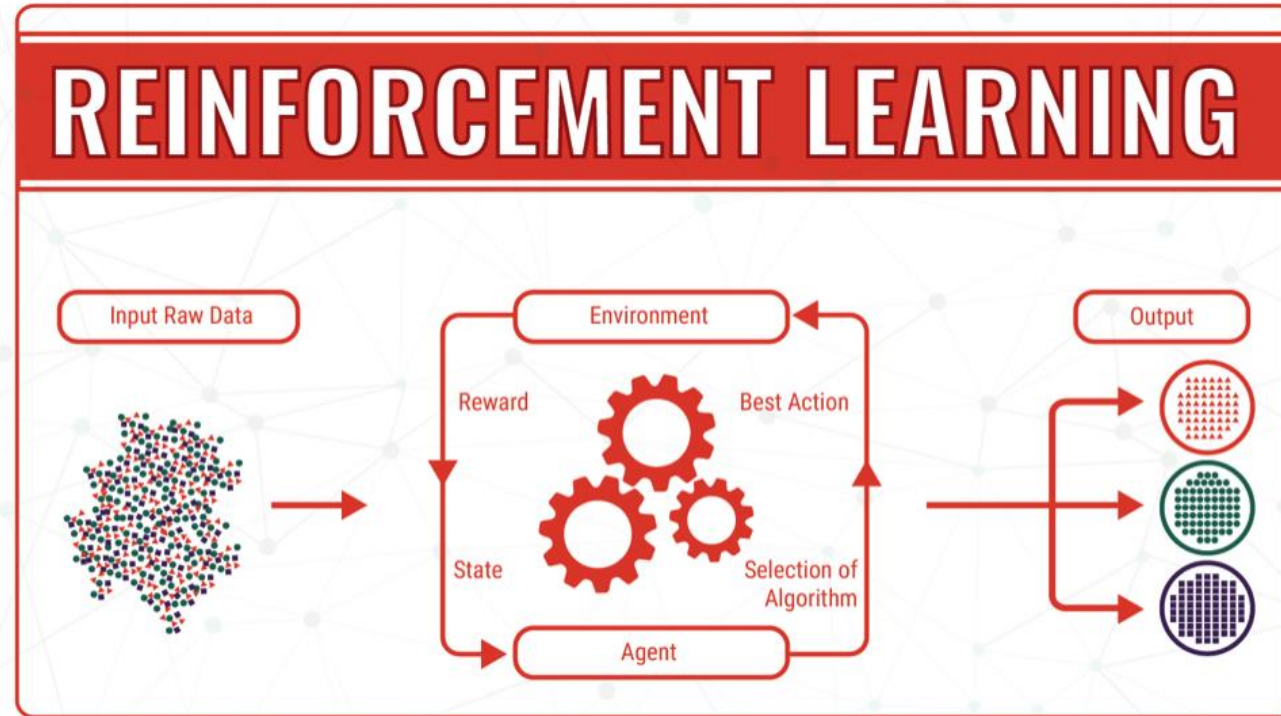 REINFORCEMENT LEARNING
Input Raw Data
Environment
Output
Reward
Best Action
State
Selection of
Algorithm
Agent